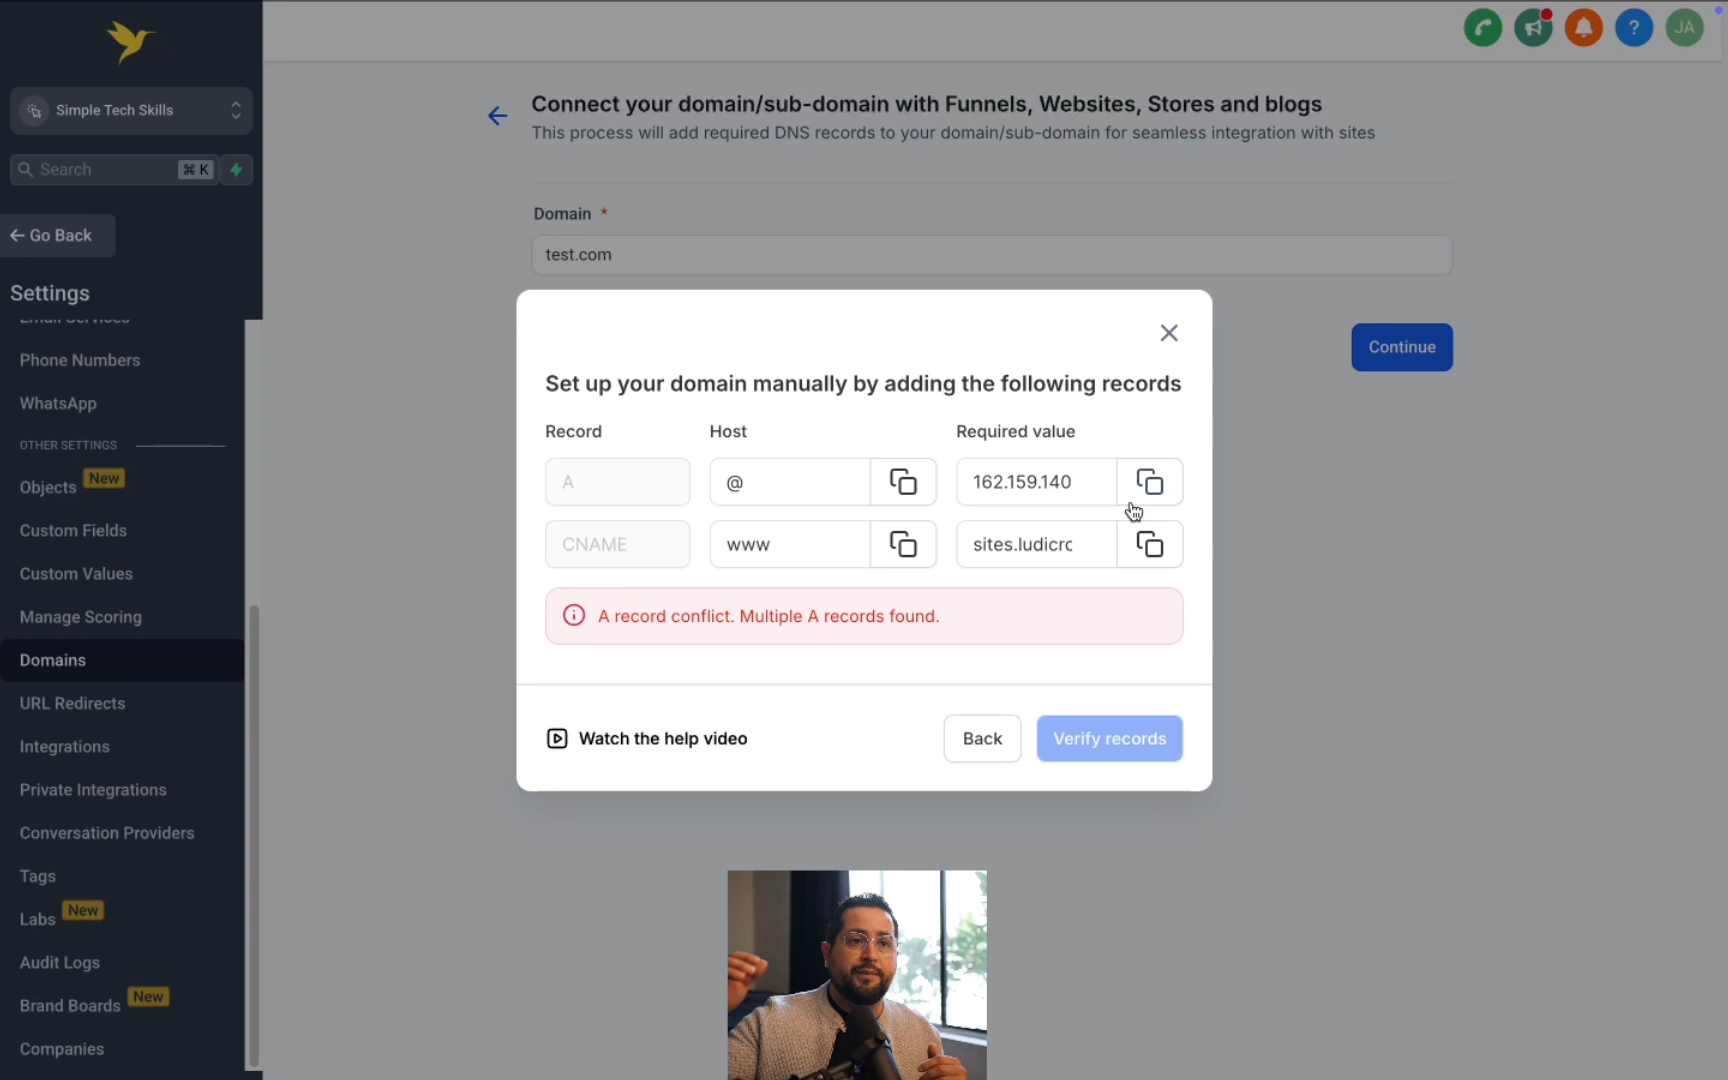 Simple Tech Skills
Search
⌘ K
← Go Back
Settings
Email Services
Phone Numbers
WhatsApp
OTHER SETTINGS
Objects New
Custom Fields
Custom Values
Manage Scoring
Domains
URL Redirects
Integrations
Private Integrations
Conversation Providers
Tags
Labs New
Audit Logs
Brand Boards New
Companies
?
JA
Connect your domain/sub-domain with Funnels, Websites, Stores and blogs
This process will add required DNS records to your domain/sub-domain for seamless integration with sites
Domain *
test.com
Continue
Set up your domain manually by adding the following records
Record Host Required value
A @ 162.159.140
CNAME www sites.ludicrc
A record conflict. Multiple A records found.
Watch the help video
Back
Verify records